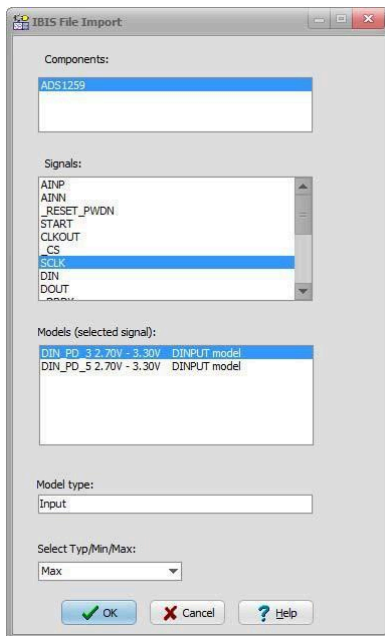 IBIS File Import
Components:
ADS1259
Signals:
AINP
AINN
_RESET_PWDN
START
CLKOUT
_CS
SCLK
DIN
DOUT
Models (selected signal):
DIN_PD_3 2.70V - 3.30V DINPUT model
DIN_PD_5 2.70V - 3.30V DINPUT model
Model type:
Input
Select Typ/Min/Max:
Max
OK Cancel Help